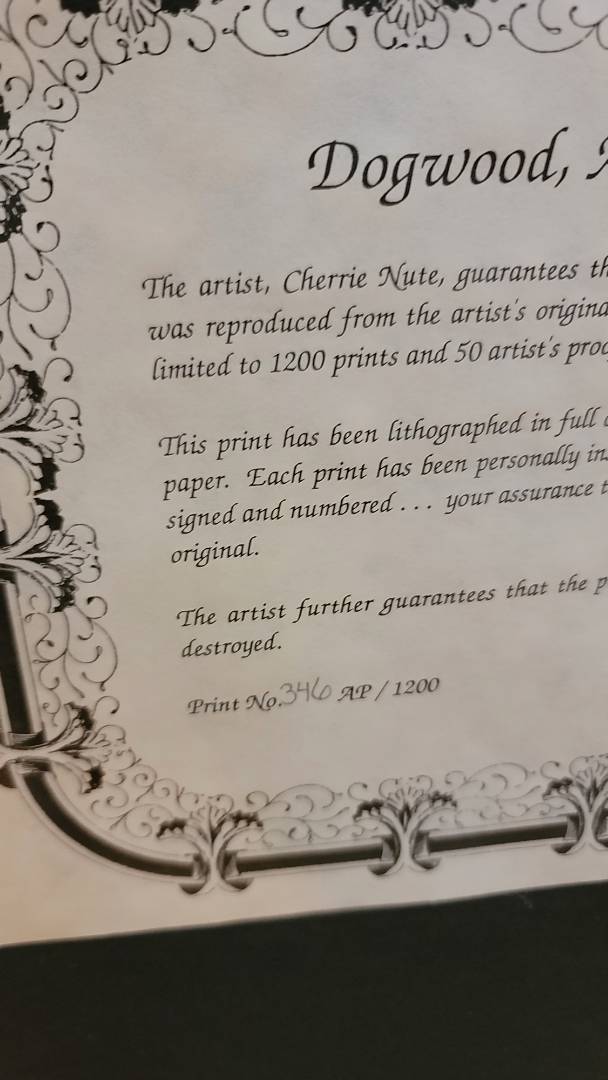 Dogwood,
The artist, Cherrie Nute, guarantees
was reproduced from the artist's
limited to 1200 prints and 50 artist's
This print has been lithographed in full
paper. Each print has been personally
signed and numbered . . . your assurance
original.
The artist further guarantees that the
destroyed.
Print No. 346 AP / 1200